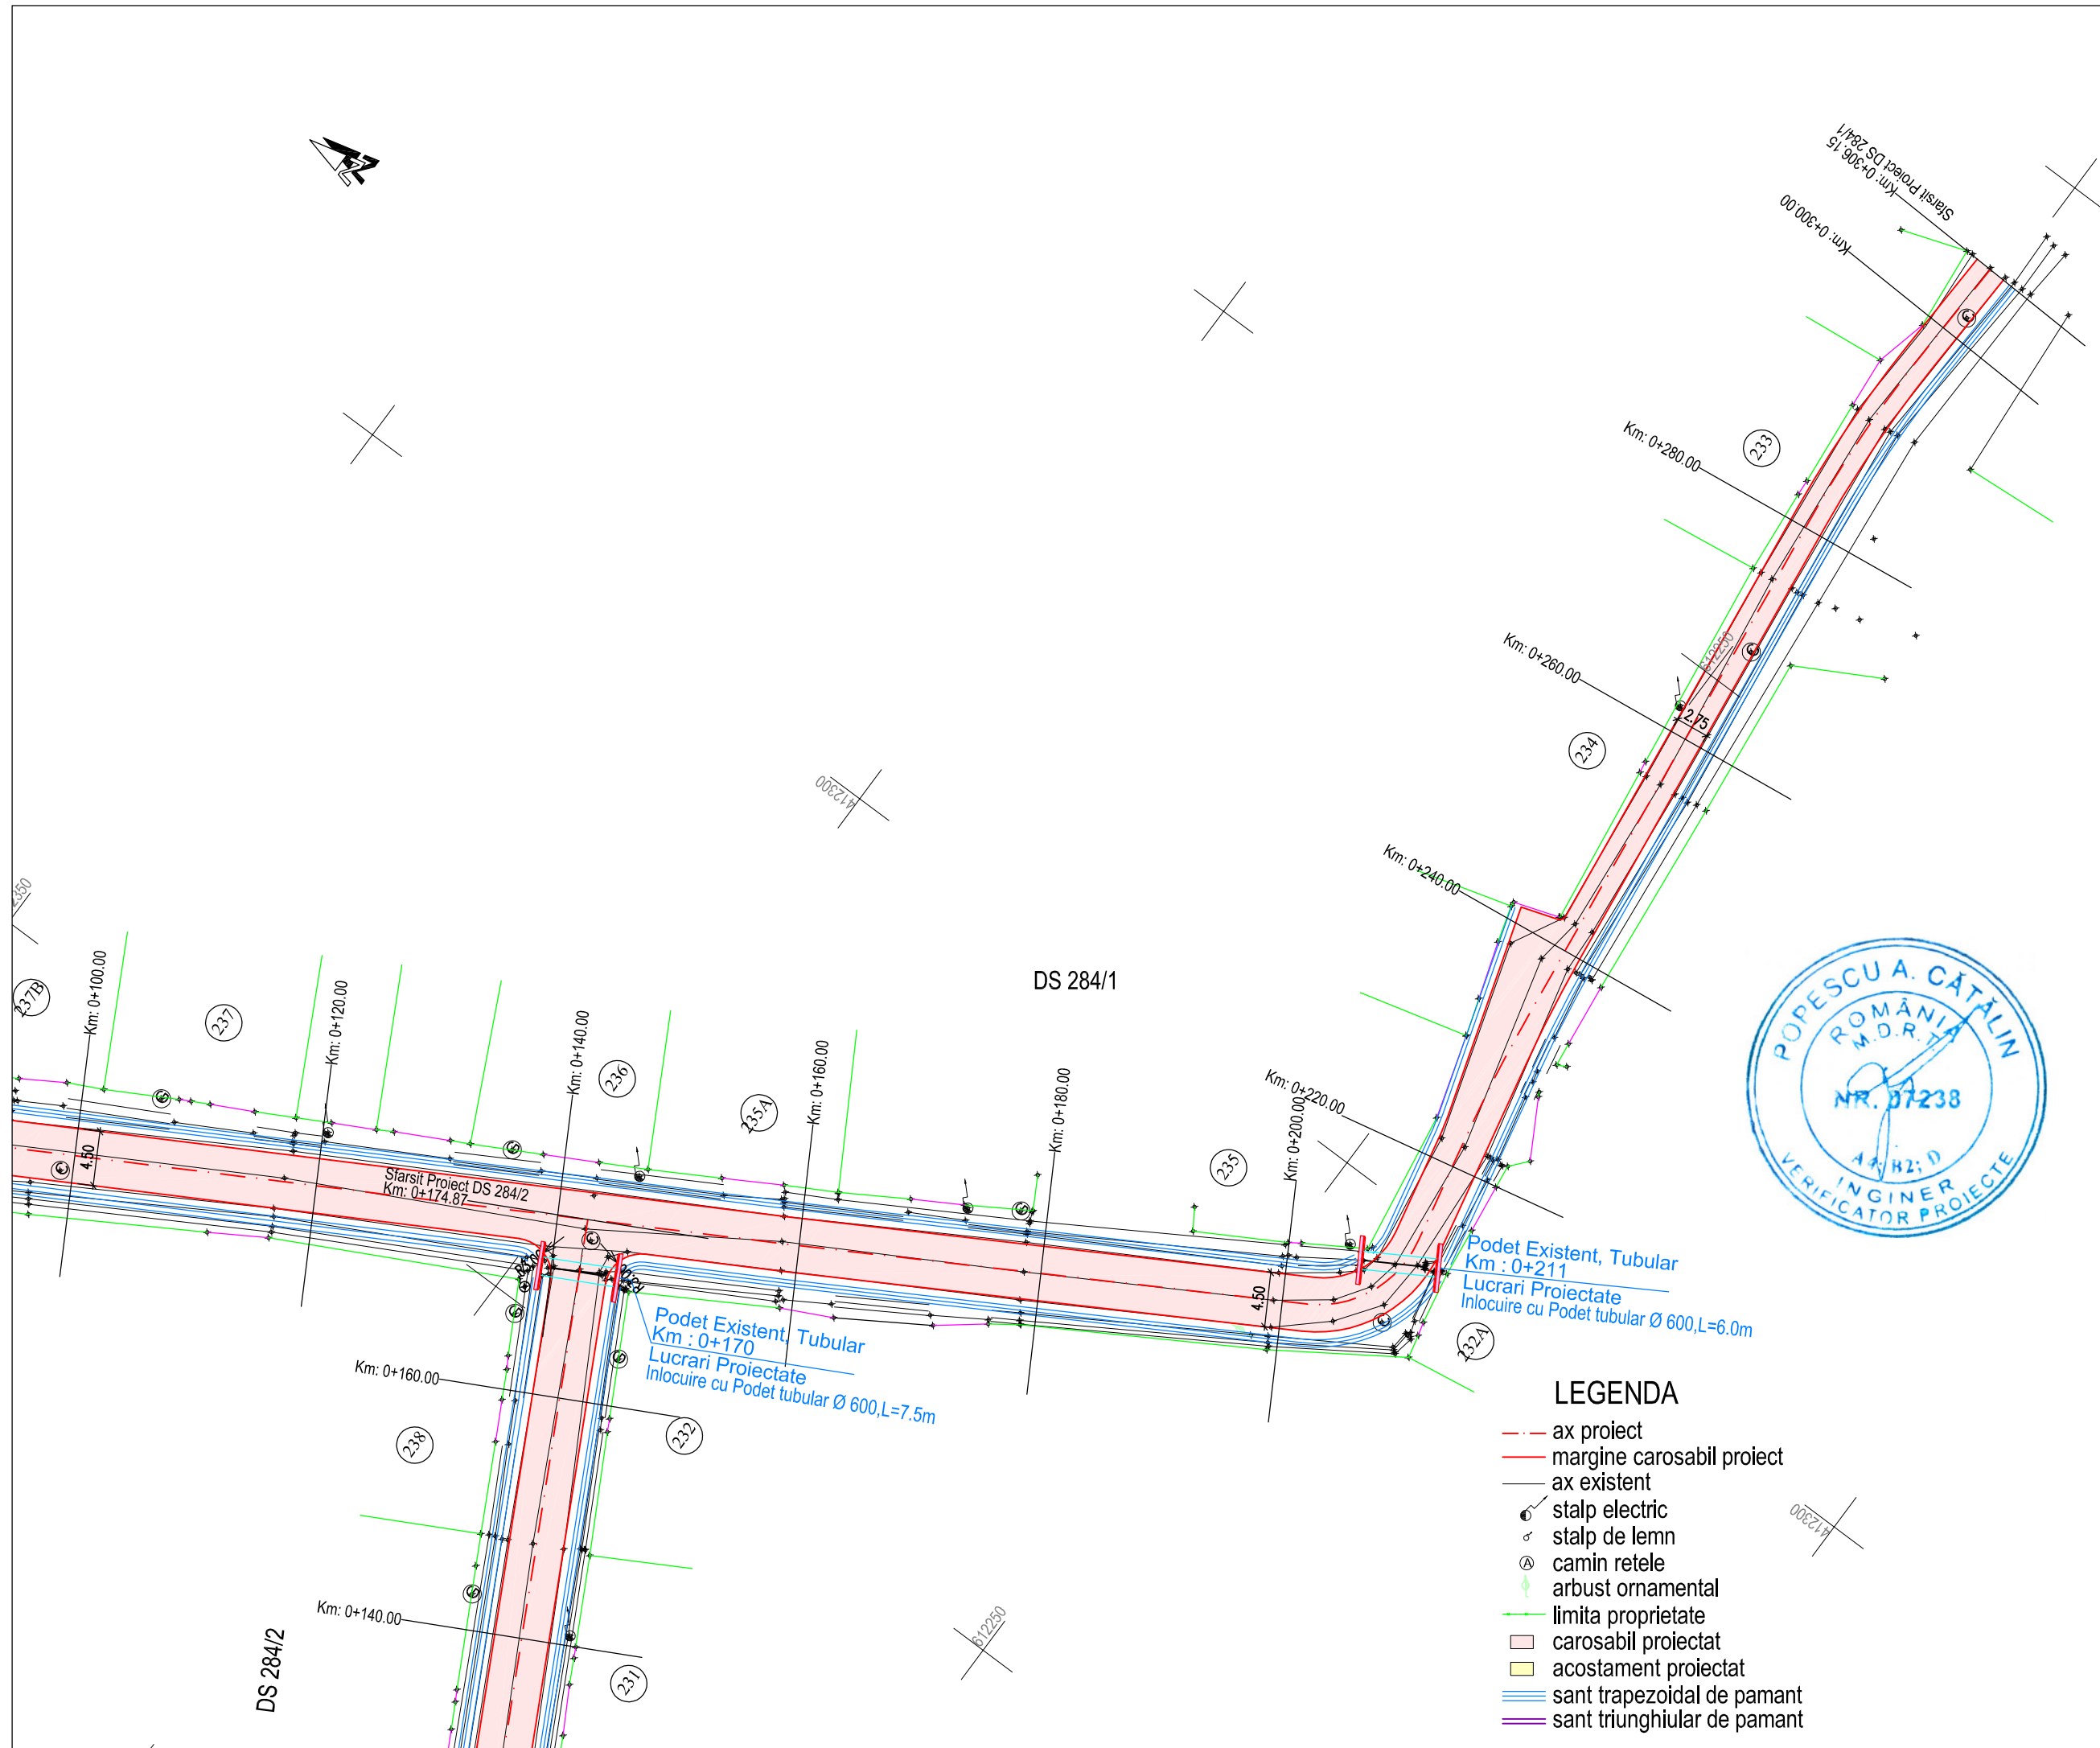 Sfarsit Proiect DS 284/1
Km: 0+306.15
Km: 0+300.00
233
Km: 0+280.00
612250
Km: 0+260.00
2.75
234
412300
Km: 0+240.00
DS 284/1
237B
Km: 0+100.00
237
Km: 0+120.00
Km: 0+140.00
236
235A
Km: 0+160.00
Km: 0+180.00
235
Km: 0+200.00
Km: 0+220.00
POPESCU A. CĂTĂLIN
ROMÂNIA
M.D.R.T.
NR. 07238
A4; B2; D
INGINER
VERIFICATOR PROIECTE
4.50
Sfarsit Proiect DS 284/2
Km: 0+174.87
4.50
Podet Existent, Tubular
Km : 0+211
Lucrari Proiectate
Inlocuire cu Podet tubular Ø 600,L=6.0m
232A
Podet Existent, Tubular
Km : 0+170
Lucrari Proiectate
Inlocuire cu Podet tubular Ø 600,L=7.5m
Km: 0+160.00
238
232
Km: 0+140.00
231
DS 284/2
612250
412300
LEGENDA
ax proiect
margine carosabil proiect
ax existent
stalp electric
stalp de lemn
A camin retele
arbust ornamental
limita proprietate
carosabil proiectat
acostament proiectat
sant trapezoidal de pamant
sant triunghiular de pamant